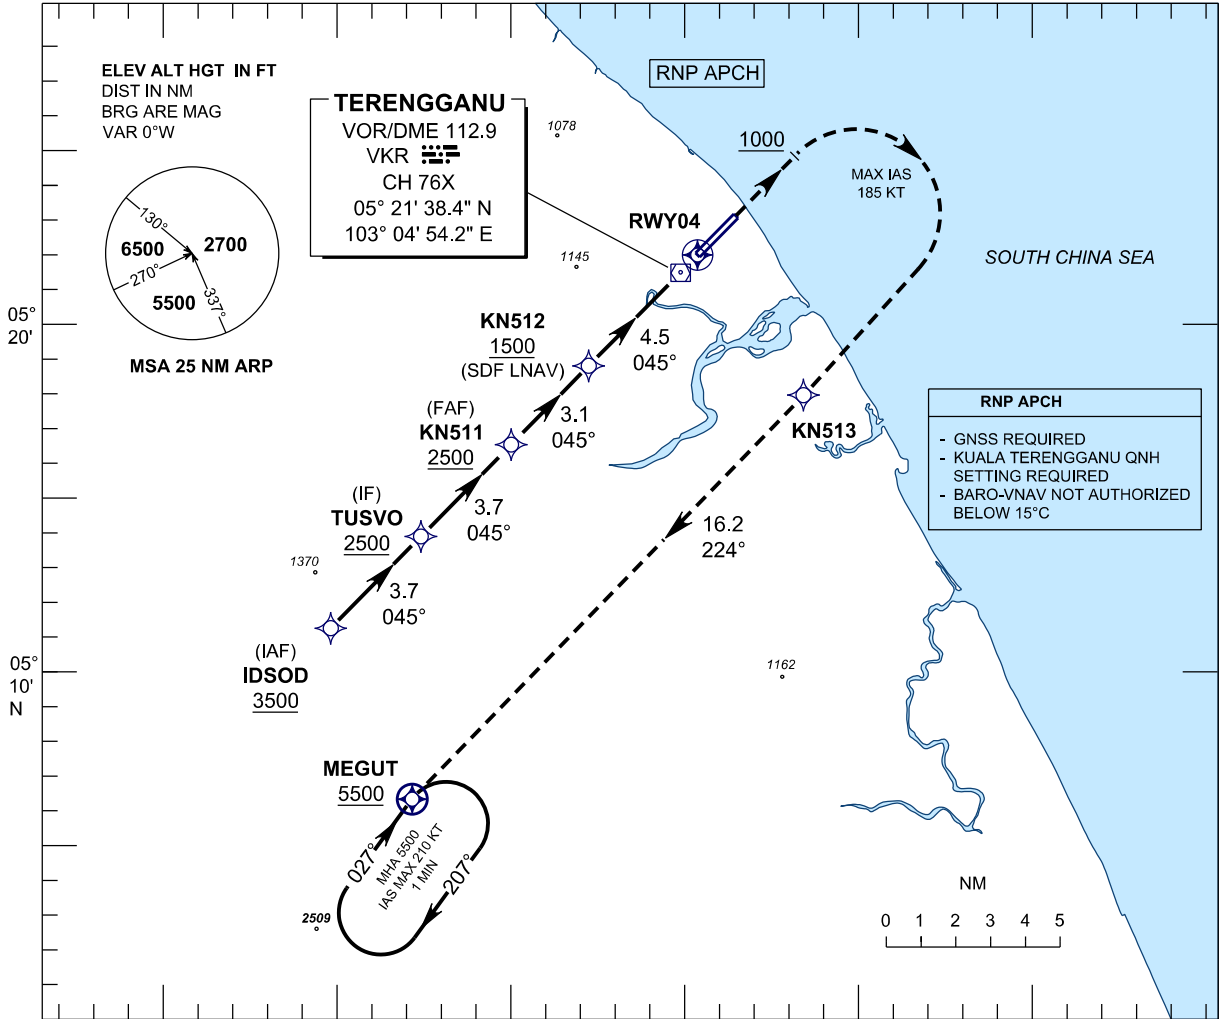 ELEV ALT HGT IN FT
DIST IN NM
BRG ARE MAG
VAR 0°W
130°
6500
2700
270°
5500
337°
MSA 25 NM ARP
TERENGGANU
VOR/DME 112.9
VKR
CH 76X
05° 21' 38.4" N
103° 04' 54.2" E
RNP APCH
1078
1000
MAX IAS
185 KT
RWY04
1145
SOUTH CHINA SEA
05°
20'
KN512
1500
(SDF LNAV)
4.5
045°
(FAF)
KN511
2500
3.1
045°
KN513
RNP APCH
- GNSS REQUIRED
- KUALA TERENGGANU QNH
SETTING REQUIRED
- BARO-VNAV NOT AUTHORIZED
BELOW 15°C
(IF)
TUSVO
2500
3.7
045°
16.2
224°
1370
3.7
045°
(IAF)
IDSOD
3500
05°
10'
N
1162
MEGUT
5500
027°
MHA 5500
IAS MAX 210 KT
1 MIN
207°
2509
NM
0 1 2 3 4 5